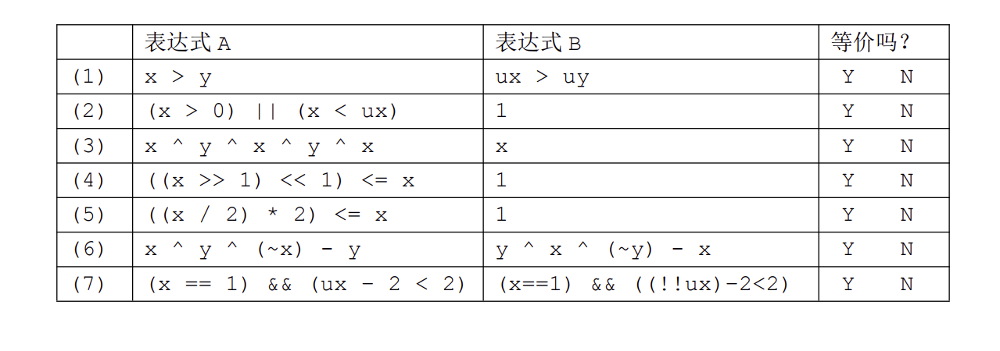 表达式 A 表达式 B 等价吗?
(1) x > y ux > uy Y N
(2) (x > 0) || (x < ux) 1 Y N
(3) x ^ y ^ x ^ y ^ x x Y N
(4) ((x >> 1) << 1) <= x 1 Y N
(5) ((x / 2) * 2) <= x 1 Y N
(6) x ^ y ^ (~x) - y y ^ x ^ (~y) - x Y N
(7) (x == 1) && (ux - 2 < 2) (x==1) && ((!!ux)-2<2) Y N